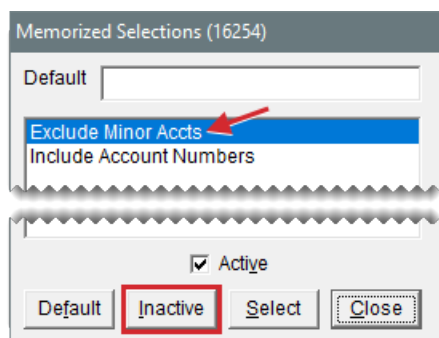 Memorized Selections (16254)
Default
Exclude Minor Accts
Include Account Numbers
Active
Default Inactive Select Close